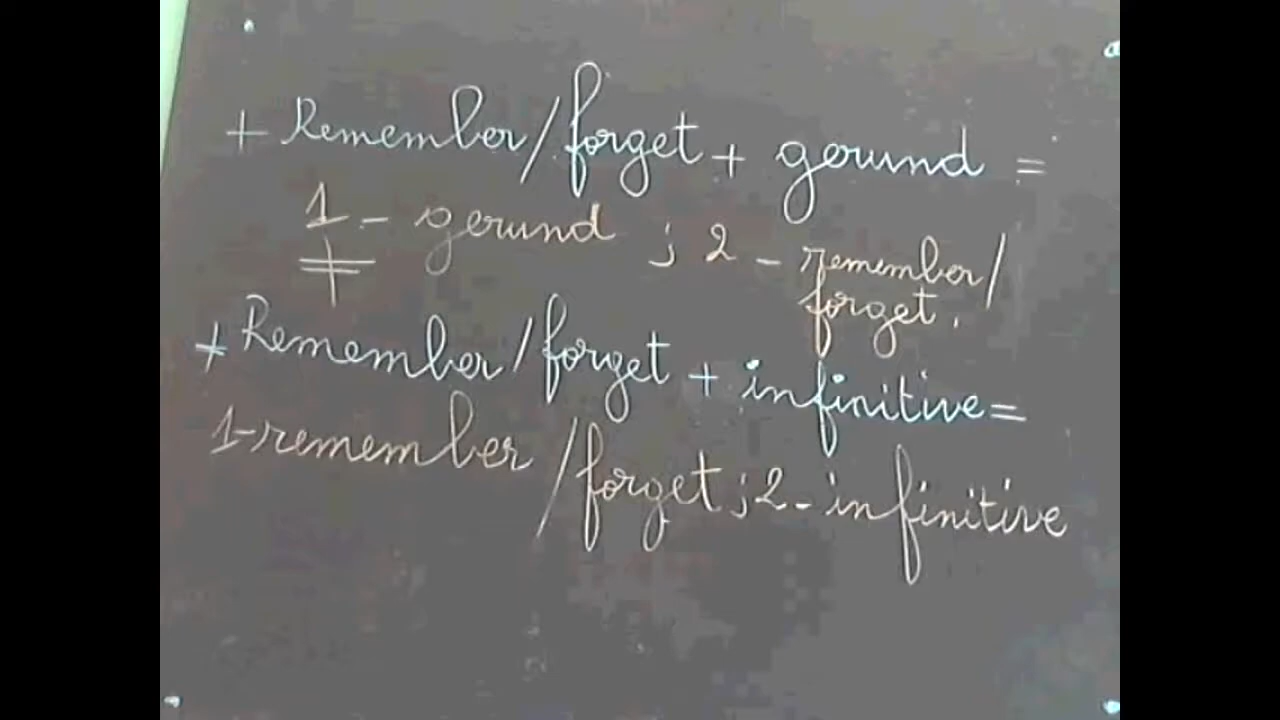 + Remember/forget + gerund =
1 - gerund ; 2 - remember/
forget.
≠
+ Remember/forget + infinitive =
1-remember/forget ; 2 - infinitive